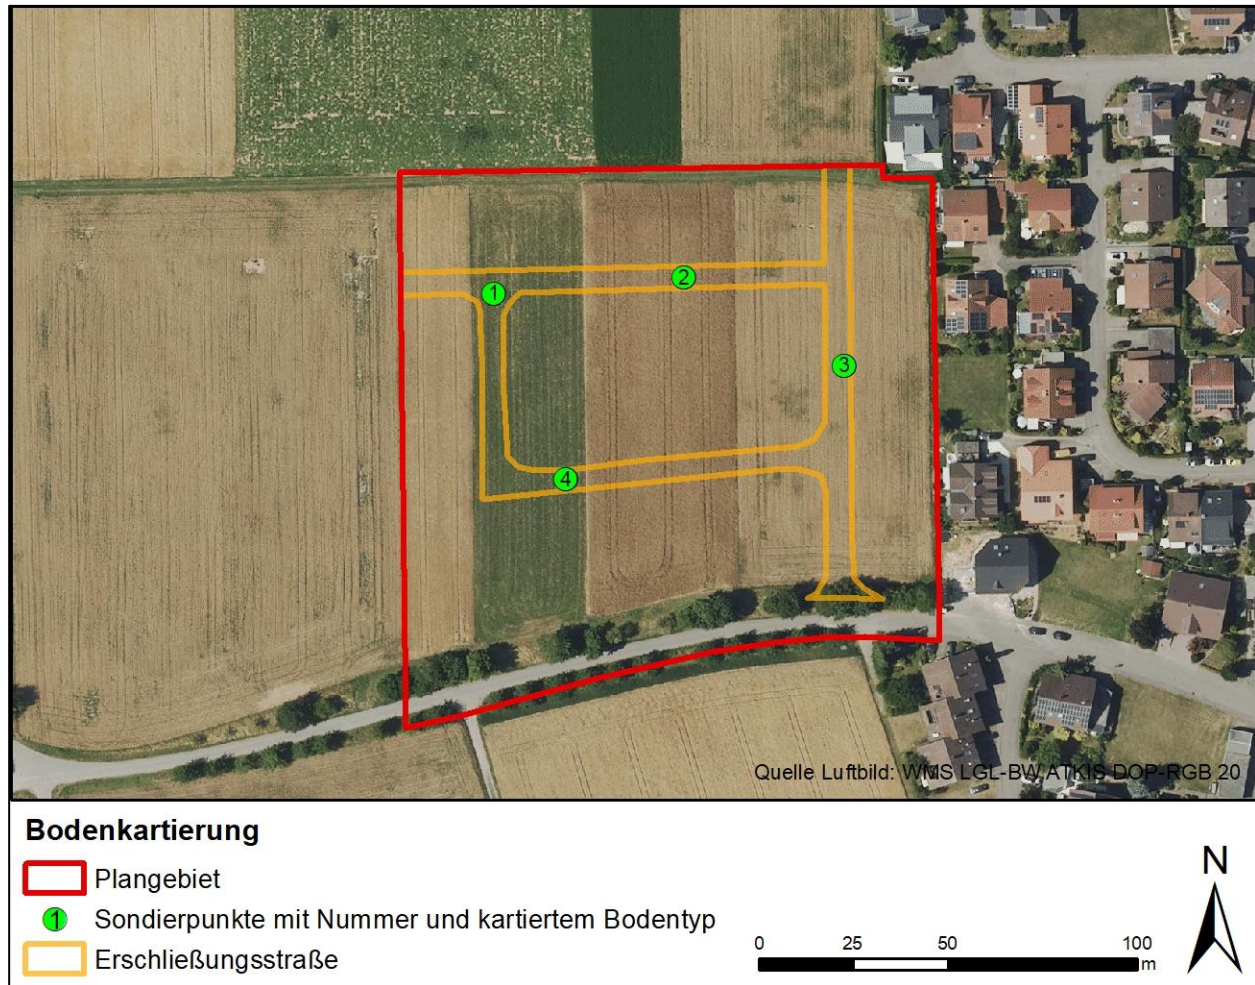 1
2
3
4
Quelle Luftbild: WMS LGL-BW ATKIS DOP-RGB 20
Bodenkartierung
Plangebiet
1 Sondierpunkte mit Nummer und kartiertem Bodentyp
Erschließungsstraße
0 25 50 100
m
N